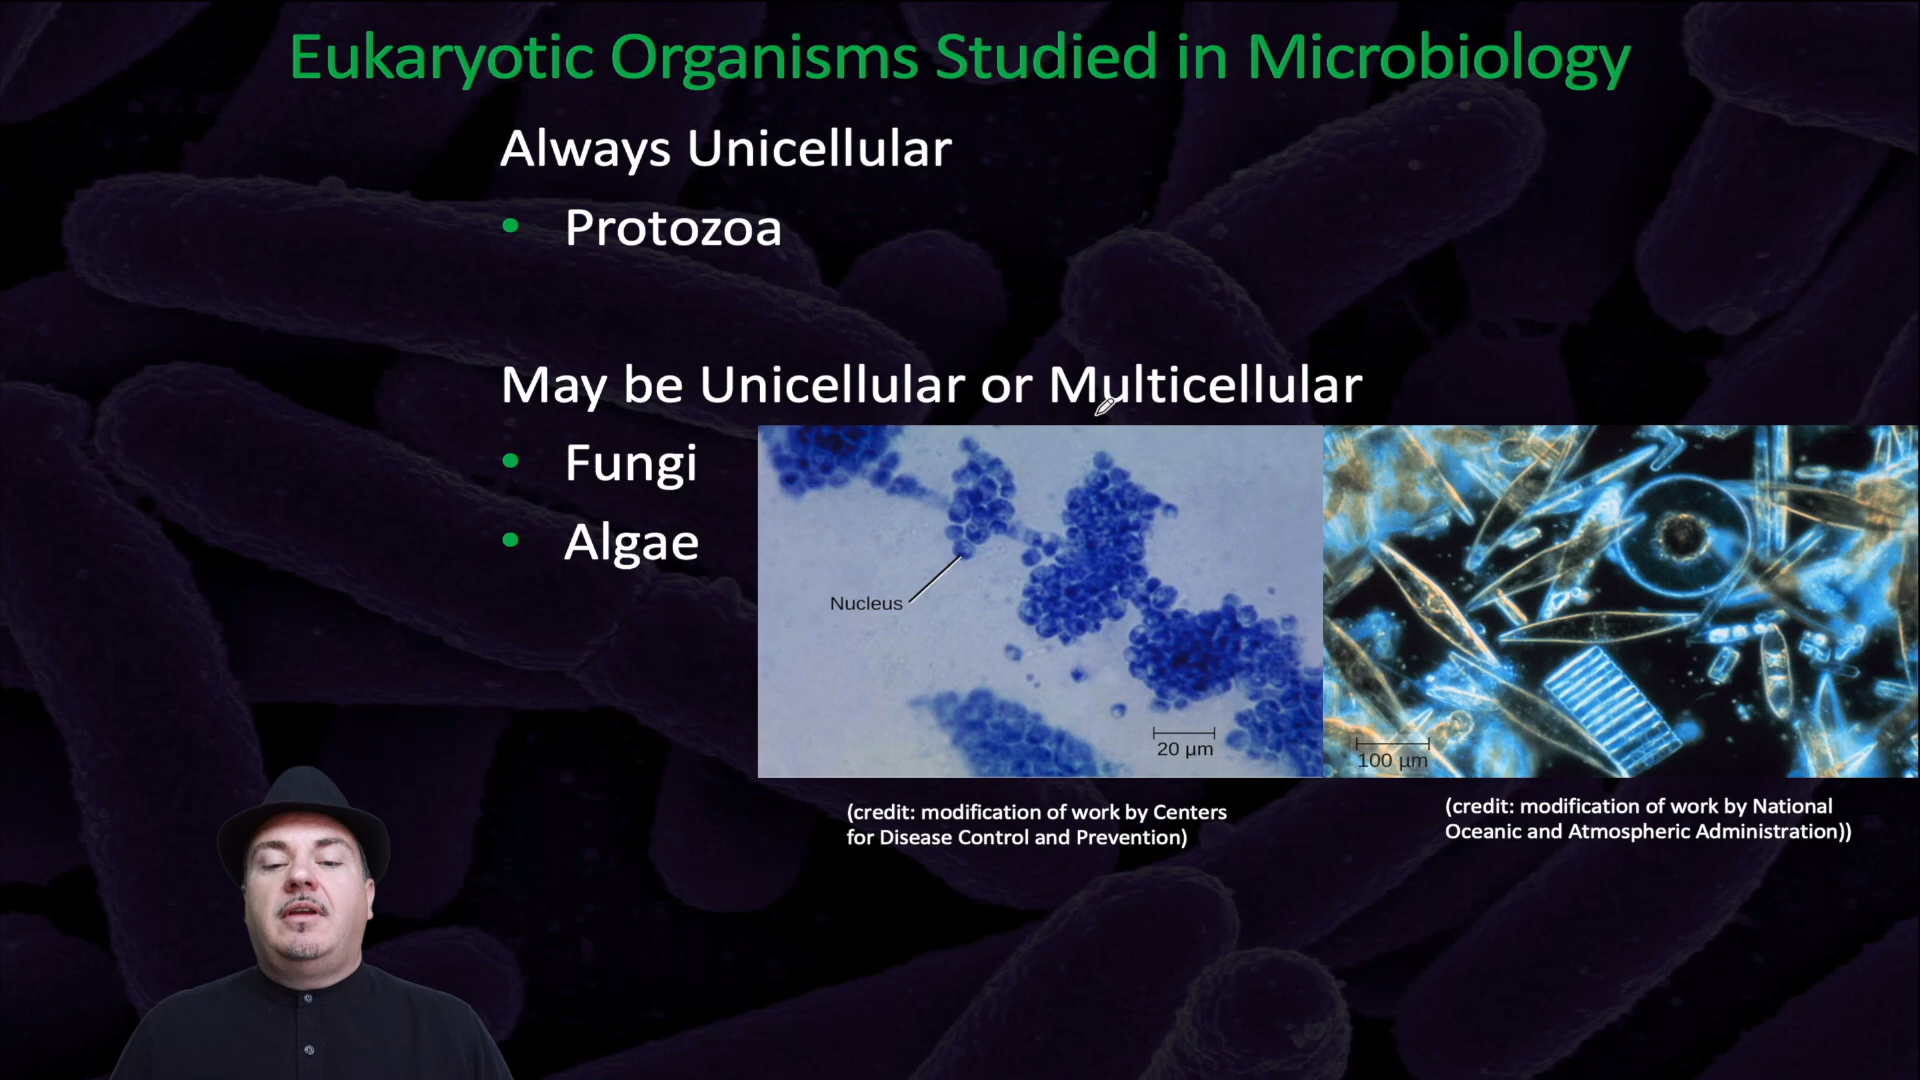 Eukaryotic Organisms Studied in Microbiology
Always Unicellular
• Protozoa
May be Unicellular or Multicellular
• Fungi
• Algae
Nucleus
20 µm
100 µm
(credit: modification of work by Centers
for Disease Control and Prevention)
(credit: modification of work by National
Oceanic and Atmospheric Administration))